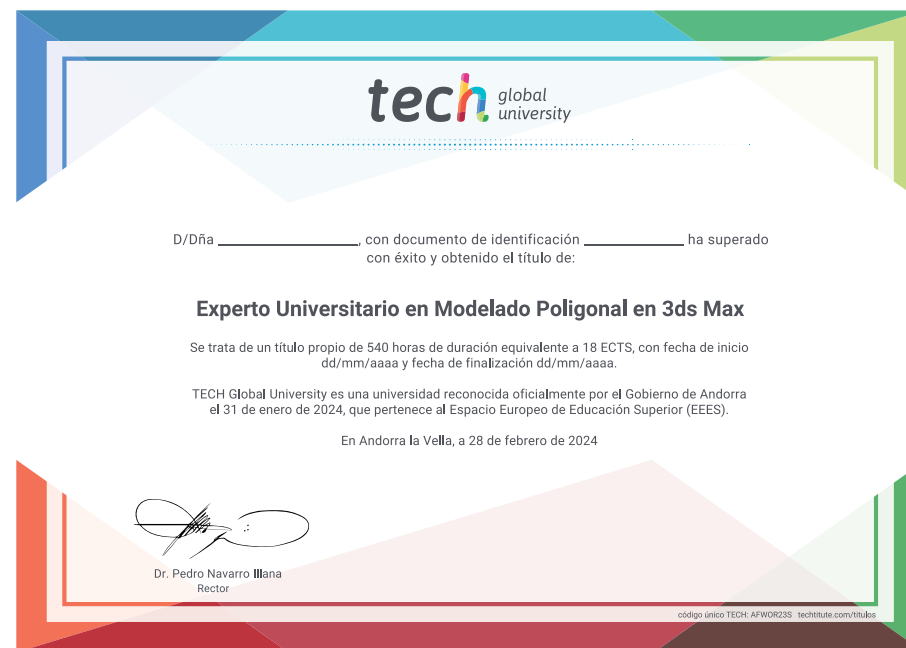 tech global
university
D/Dña ______________, con documento de identificación __________ ha superado
con éxito y obtenido el título de:
Experto Universitario en Modelado Poligonal en 3ds Max
Se trata de un título propio de 540 horas de duración equivalente a 18 ECTS, con fecha de inicio
dd/mm/aaaa y fecha de finalización dd/mm/aaaa.
TECH Global University es una universidad reconocida oficialmente por el Gobierno de Andorra
el 31 de enero de 2024, que pertenece al Espacio Europeo de Educación Superior (EEES).
En Andorra la Vella, a 28 de febrero de 2024
Dr. Pedro Navarro Illana
Rector
código único TECH: AFWOR23S techtitute.com/titulos